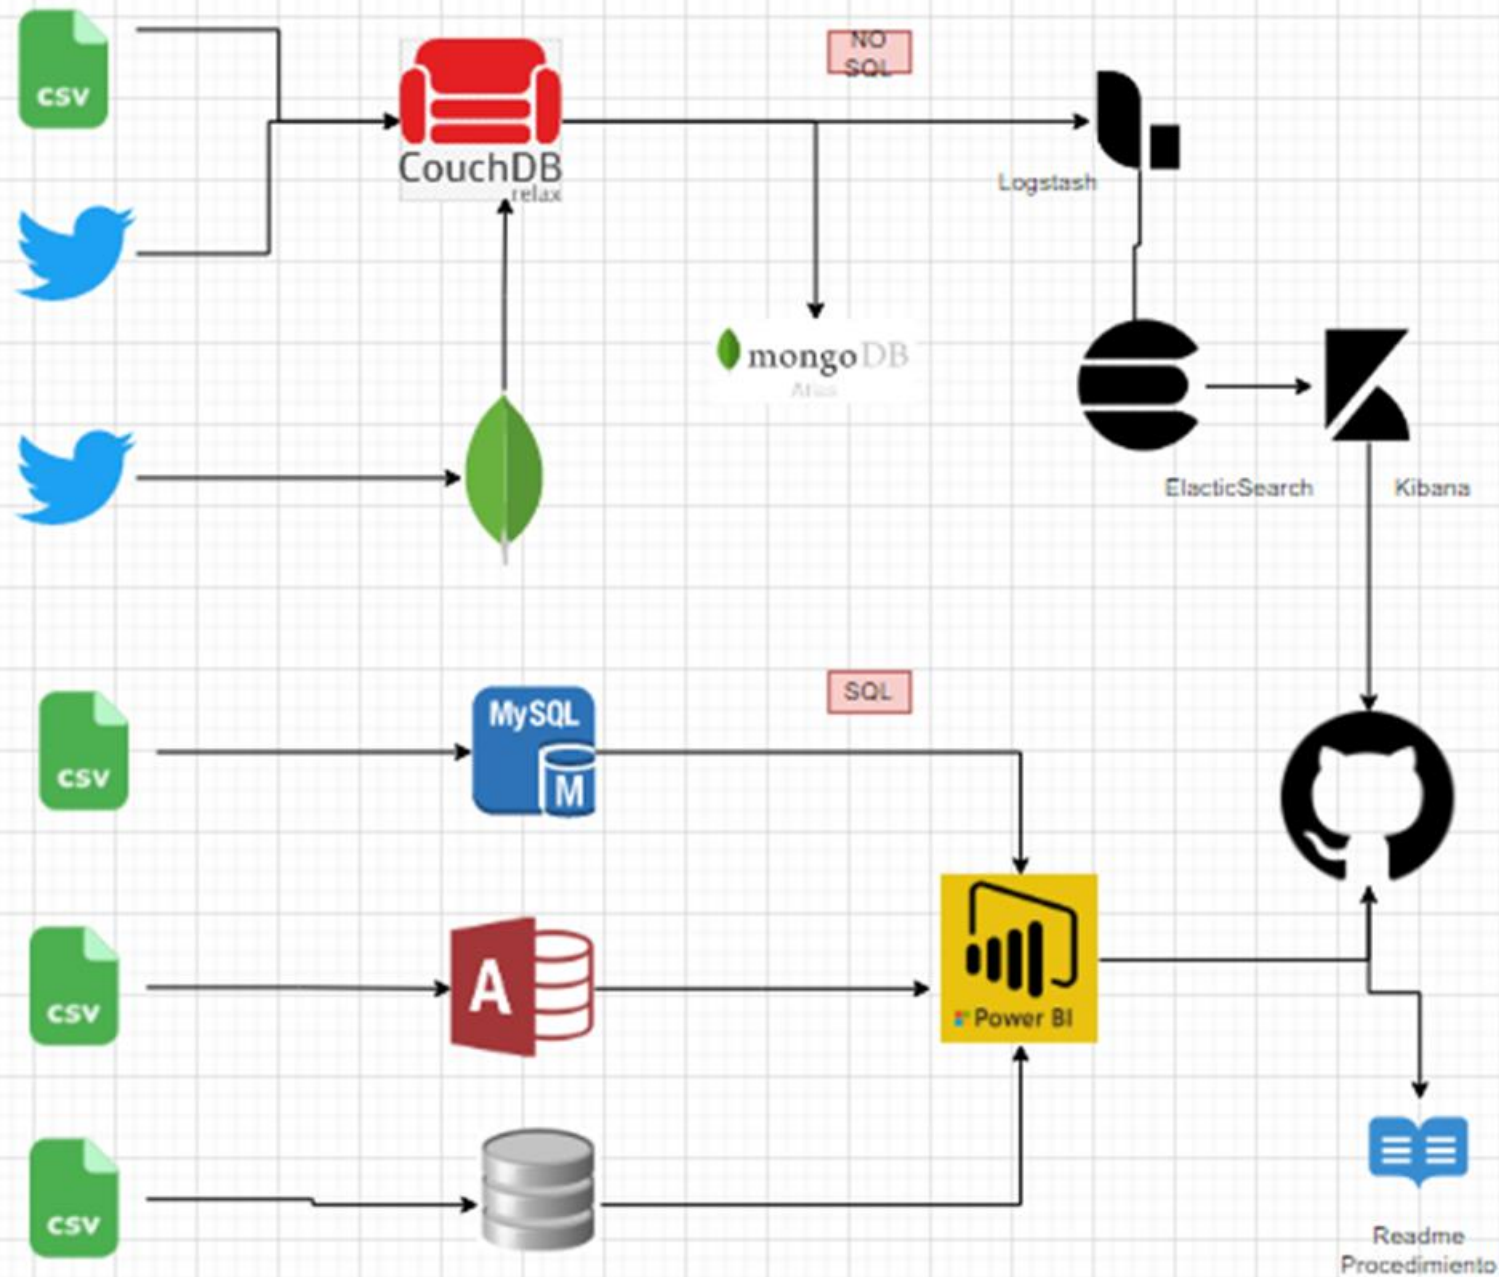 csv
CouchDB
relax
NO
SQL
Logstash
mongoDB
Atlas
ElacticSearch
Kibana
SQL
csv
MySQL
M
csv
A
Power BI
csv
Readme
Procedimiento